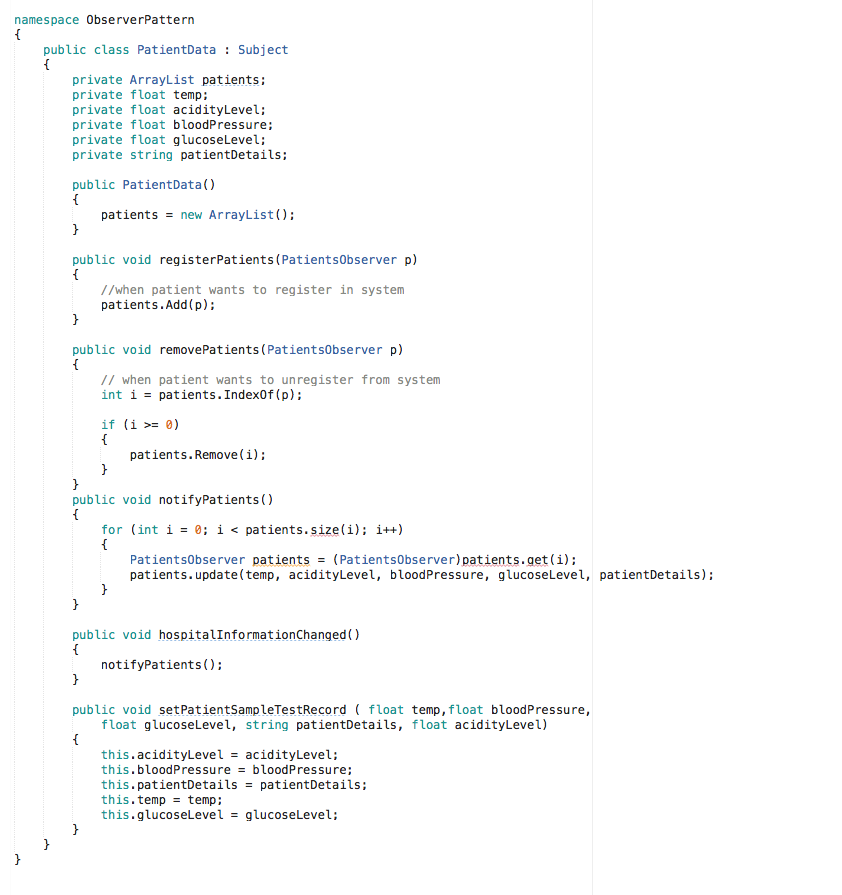 namespace ObserverPattern
{
    public class PatientData : Subject
    {
        private ArrayList patients;
        private float temp;
        private float acidityLevel;
        private float bloodPressure;
        private float glucoseLevel;
        private string patientDetails;

        public PatientData()
        {
            patients = new ArrayList();
        }

        public void registerPatients(PatientsObserver p)
        {
            //when patient wants to register in system
            patients.Add(p);
        }

        public void removePatients(PatientsObserver p)
        {
            // when patient wants to unregister from system
            int i = patients.IndexOf(p);

            if (i >= 0)
            {
                patients.Remove(i);
            }
        }
        public void notifyPatients()
        {
            for (int i = 0; i < patients.size(i); i++)
            {
                PatientsObserver patients = (PatientsObserver)patients.get(i);
                patients.update(temp, acidityLevel, bloodPressure, glucoseLevel, patientDetails);
            }
        }

        public void hospitalInformationChanged()
        {
            notifyPatients();
        }

        public void setPatientSampleTestRecord ( float temp,float bloodPressure,
            float glucoseLevel, string patientDetails, float acidityLevel)
        {
            this.acidityLevel = acidityLevel;
            this.bloodPressure = bloodPressure;
            this.patientDetails = patientDetails;
            this.temp = temp;
            this.glucoseLevel = glucoseLevel;
        }
    }
}